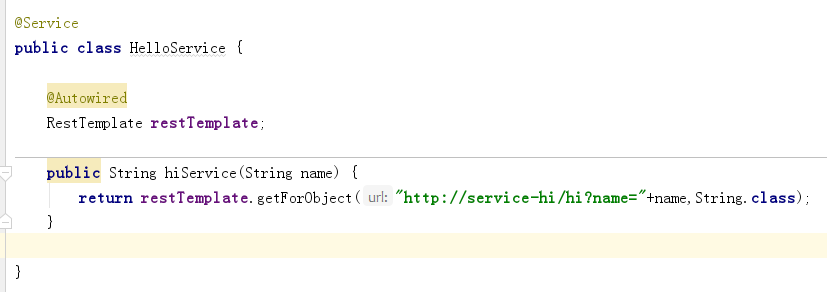 @Service
public class HelloService {
@Autowired
RestTemplate restTemplate;
public String hiService(String name) {
return restTemplate.getForObject( url: "http://service-hi/hi?name="+name,String.class);
}
}